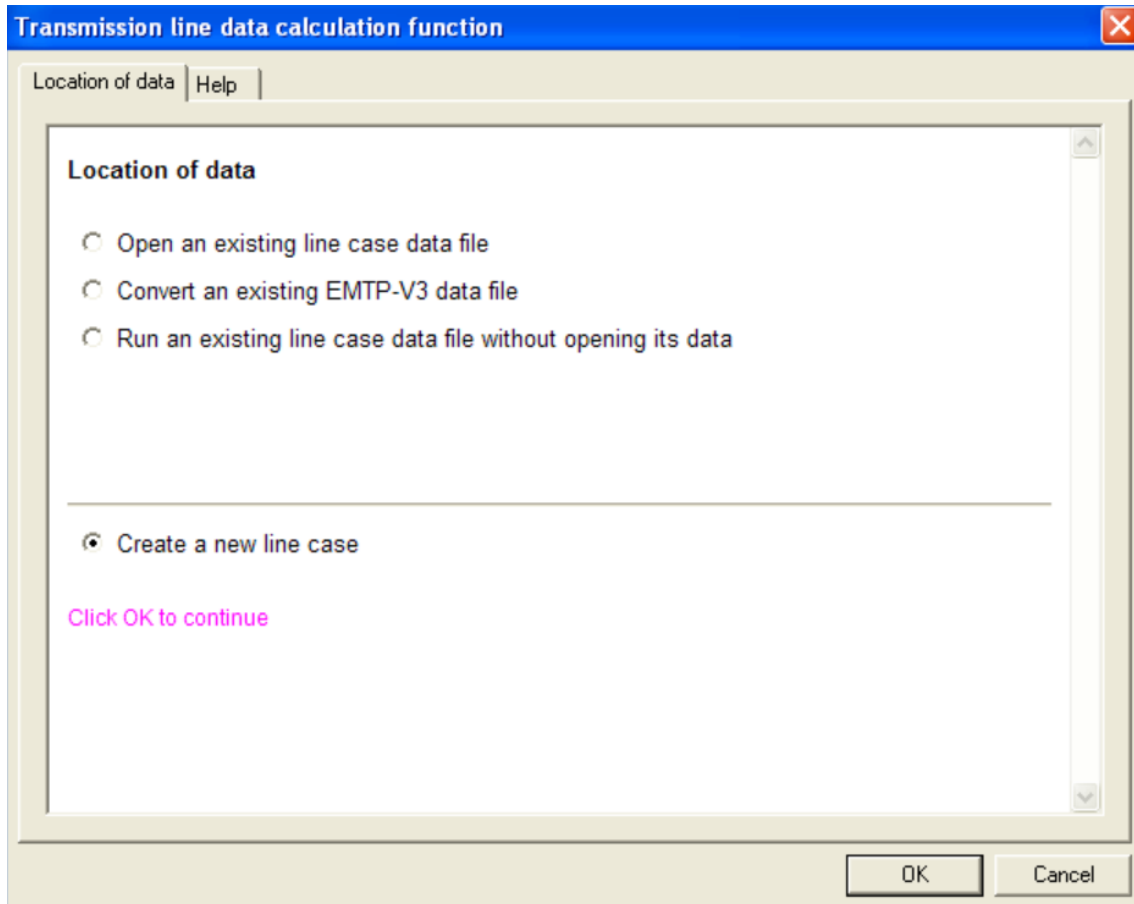 Transmission line data calculation function
Location of data
Help
Location of data
Open an existing line case data file
Convert an existing EMTP-V3 data file
Run an existing line case data file without opening its data
Create a new line case
Click OK to continue
OK
Cancel